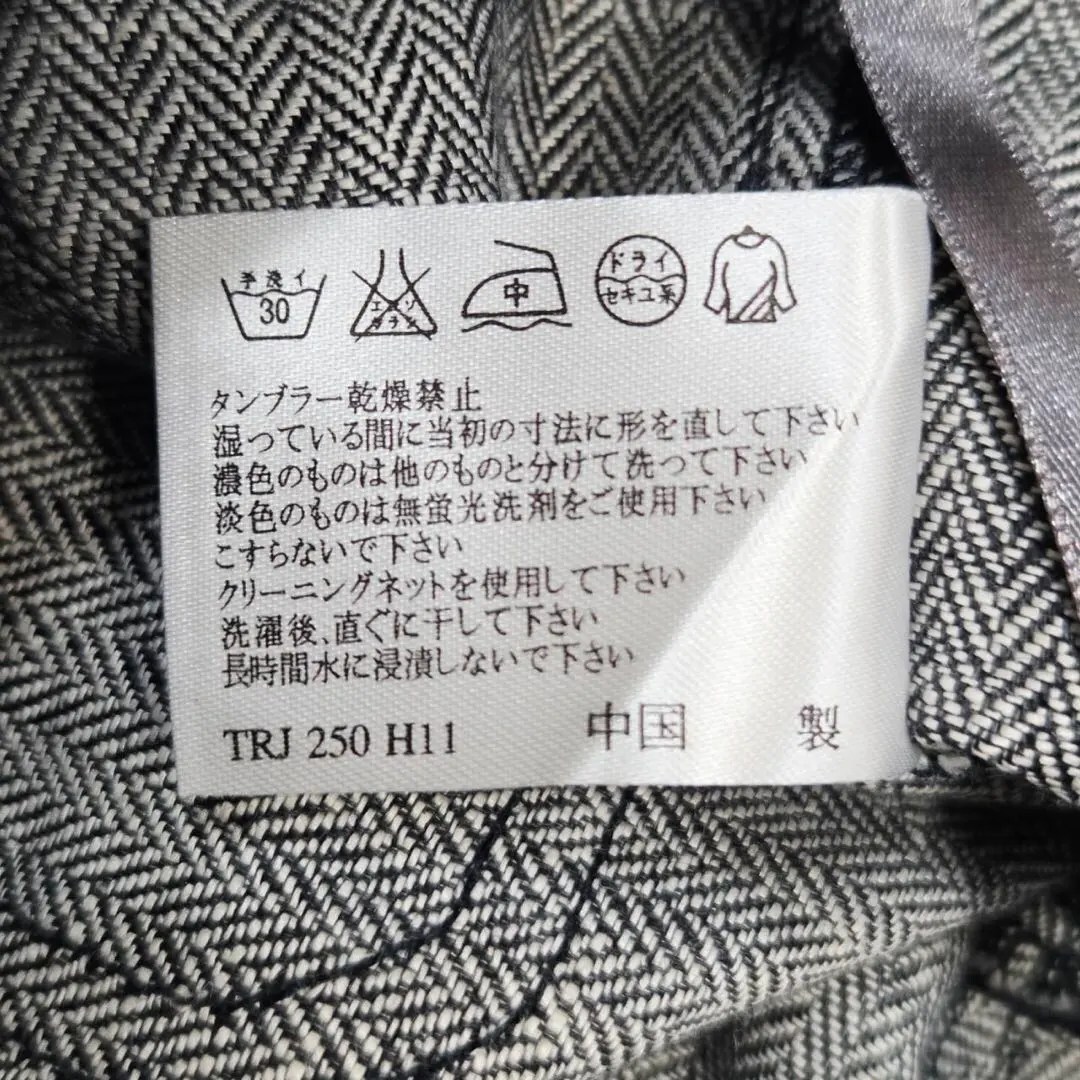 手洗イ
30
エンソ
サラシ
中
ドライ
セキユ系
タンブラー乾燥禁止
湿っている間に当初の寸法に形を直して下さい
濃色のものは他のものと分けて洗って下さい
淡色のものは無蛍光洗剤をご使用下さい
こすらないで下さい
クリーニングネットを使用して下さい
洗濯後、直ぐに干して下さい
長時間水に浸漬しないで下さい
TRJ 250 H11 中国 製